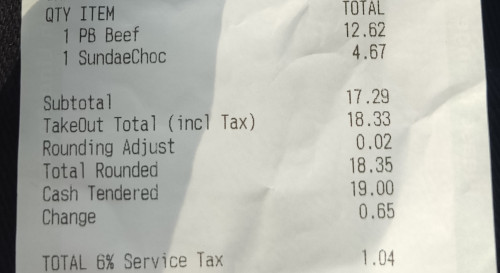 QTY ITEM TOTAL
1 PB Beef 12.62
1 SundaeChoc 4.67
Subtotal 17.29
TakeOut Total (incl Tax) 18.33
Rounding Adjust 0.02
Total Rounded 18.35
Cash Tendered 19.00
Change 0.65
TOTAL 6% Service Tax 1.04